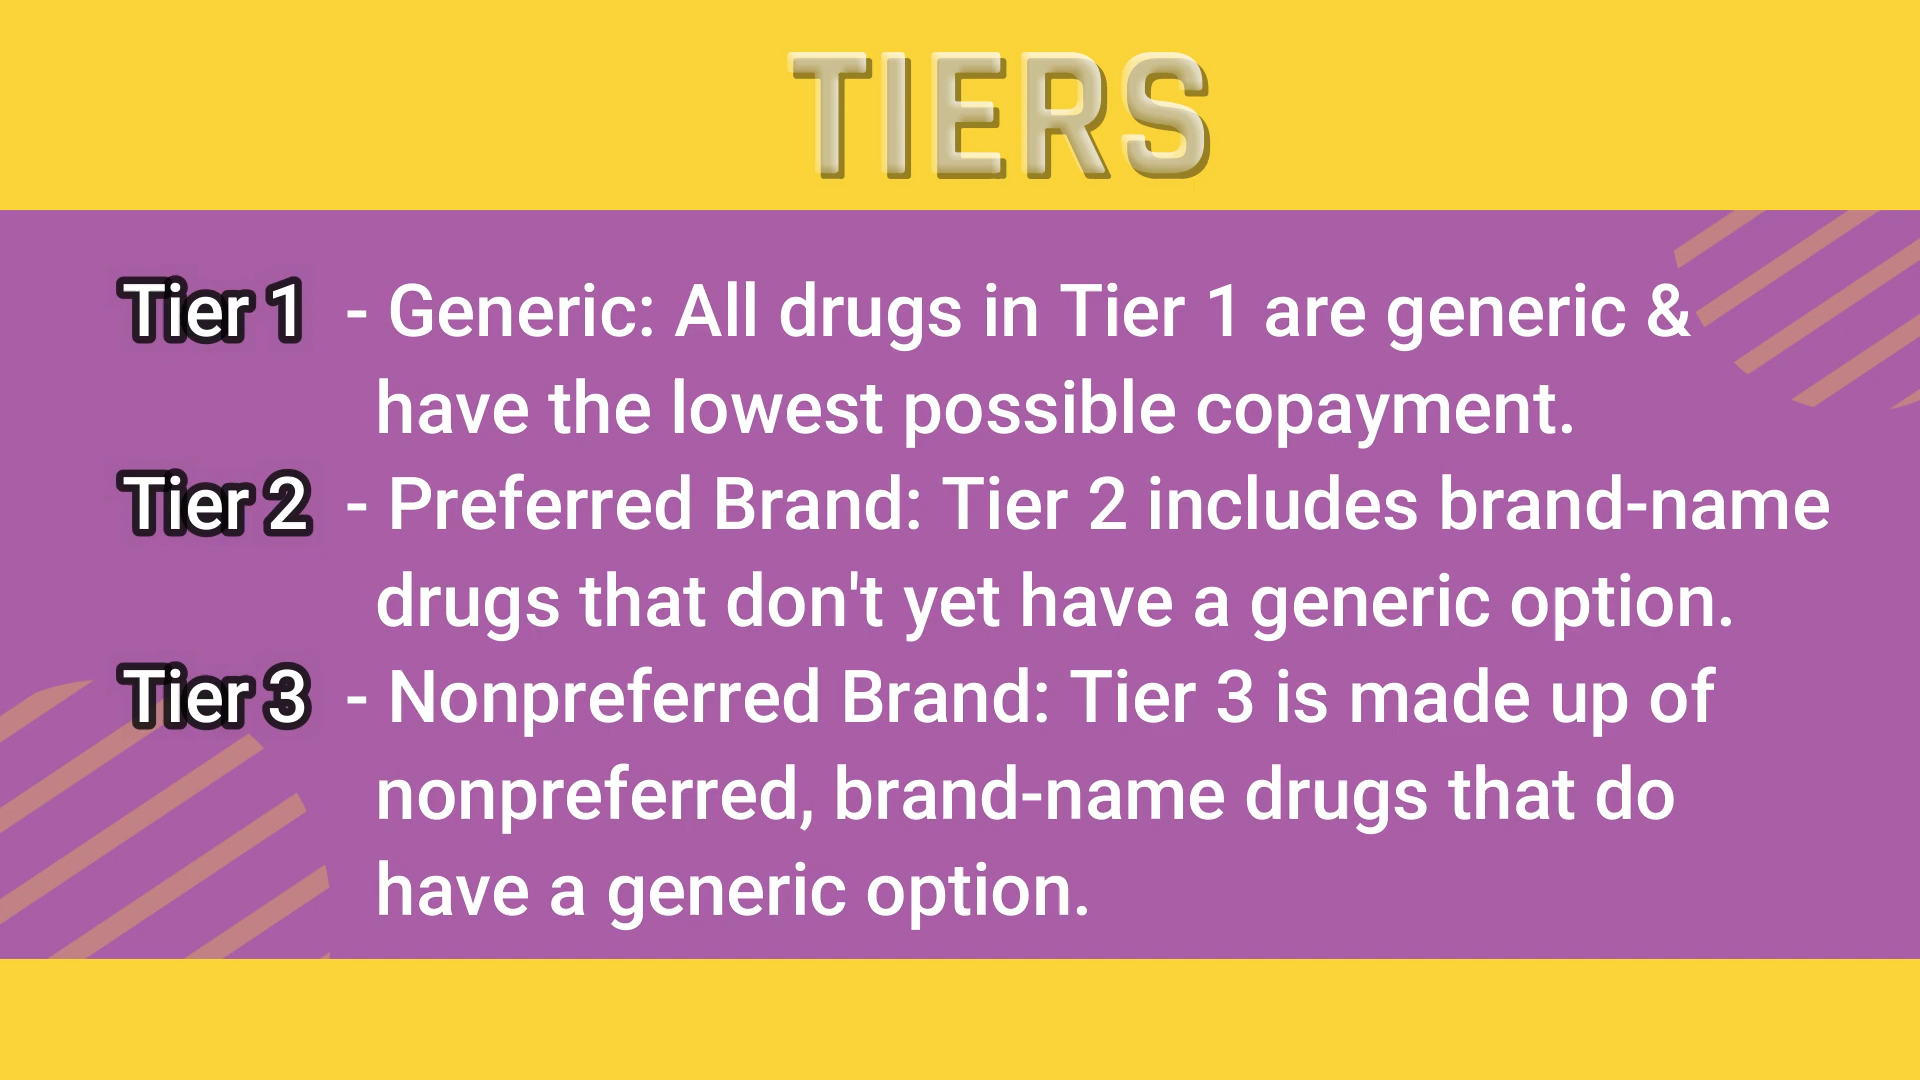 TIERS
Tier 1 - Generic: All drugs in Tier 1 are generic &
have the lowest possible copayment.
Tier 2 - Preferred Brand: Tier 2 includes brand-name
drugs that don't yet have a generic option.
Tier 3 - Nonpreferred Brand: Tier 3 is made up of
nonpreferred, brand-name drugs that do
have a generic option.